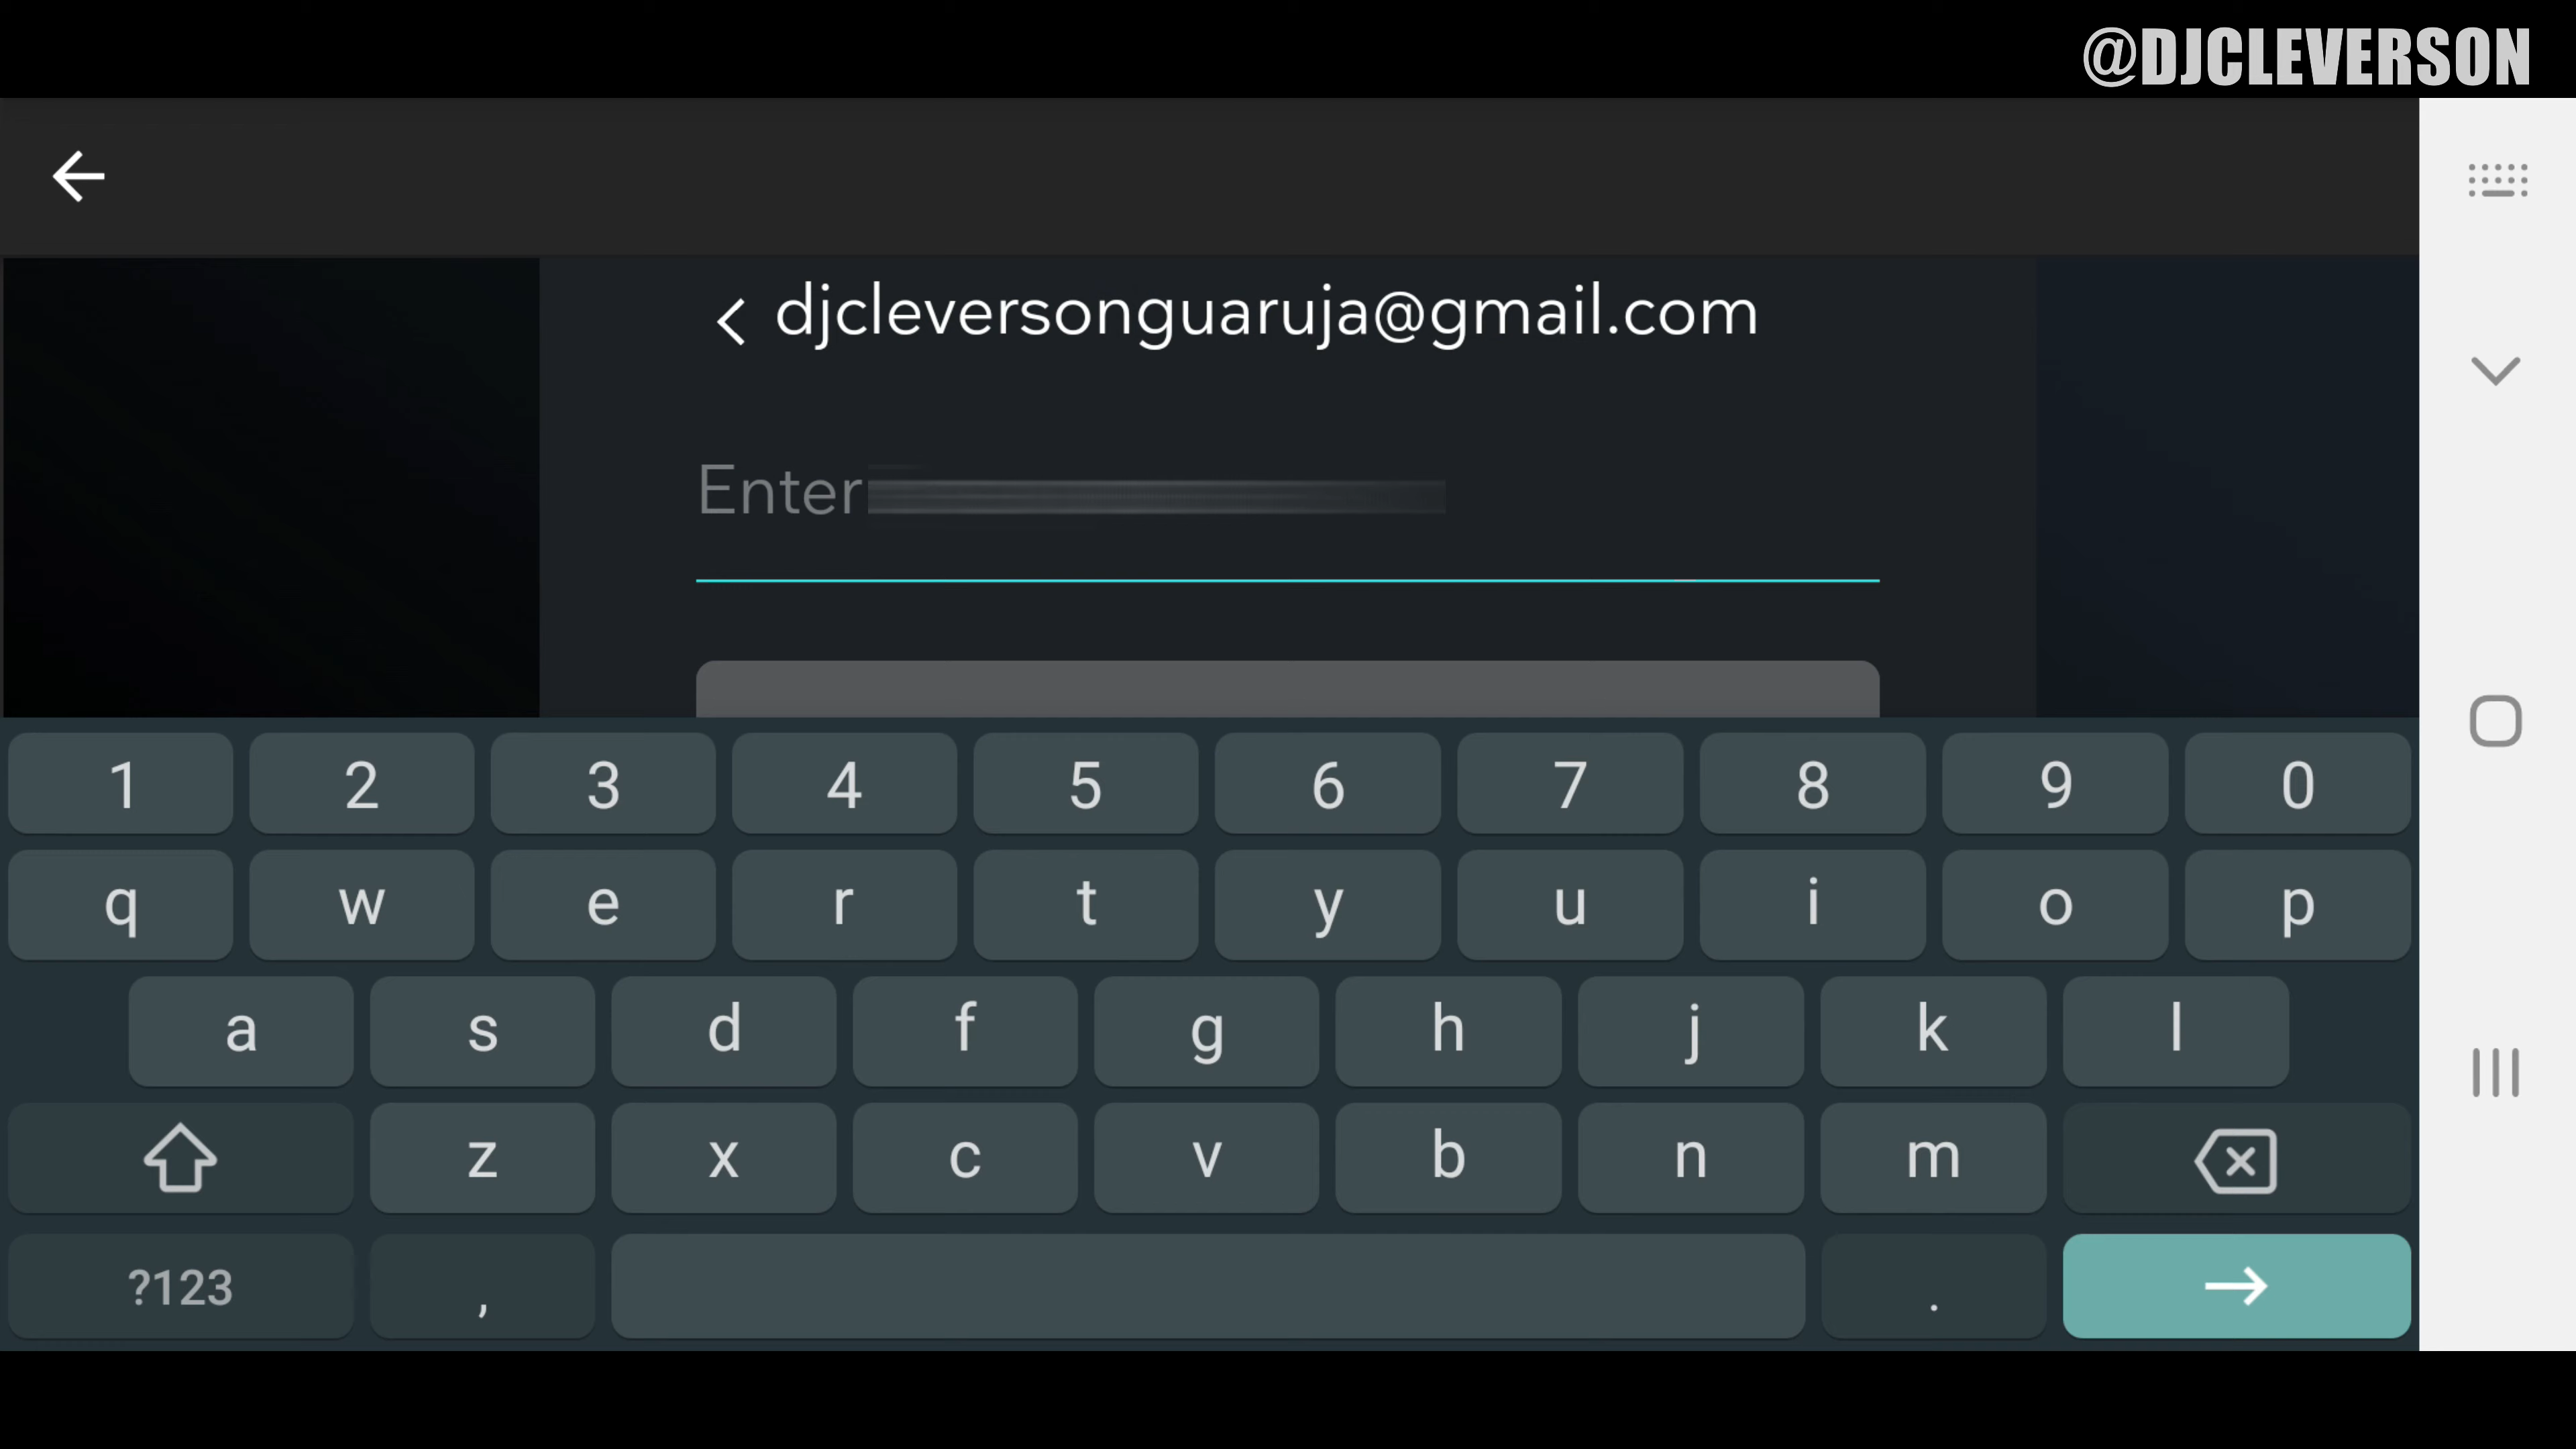 @DJCLEVERSON
djcleversonguaruja@gmail.com
Enter
1 2 3 4 5 6 7 8 9 0
q w e r t y u i o p
a s d f g h j k l
z x c v b n m
?123 , .